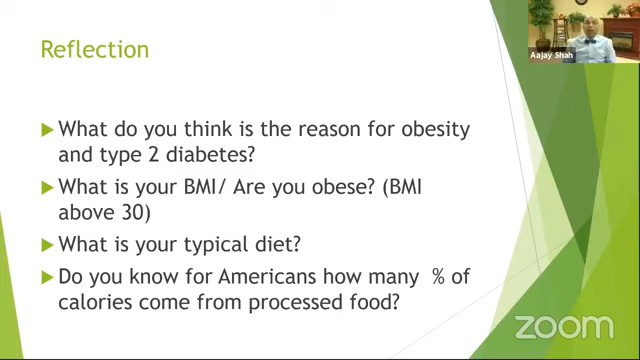 Reflection
Aajay Shah
What do you think is the reason for obesity
and type 2 diabetes?
What is your BMI/ Are you obese? (BMI
above 30)
What is your typical diet?
Do you know for Americans how many  % of
calories come from processed food?
zoom